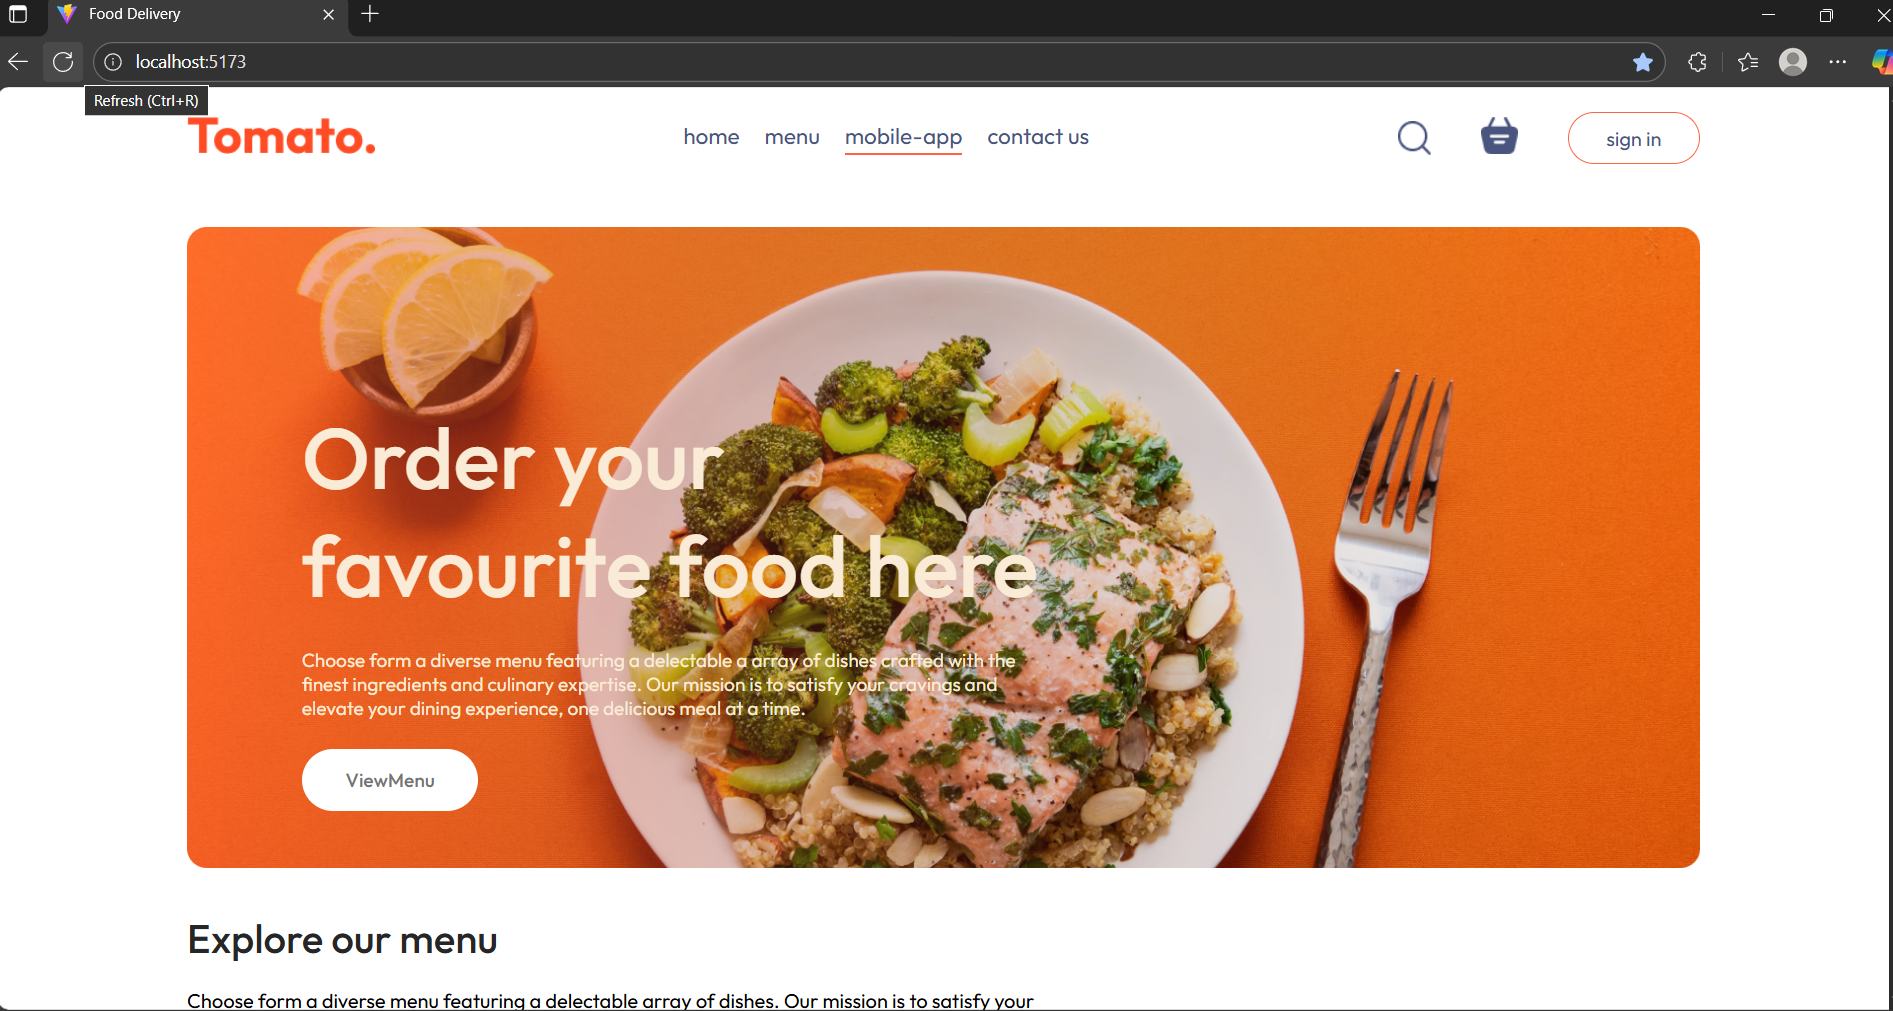 Food Delivery
localhost:5173
Refresh (Ctrl+R)
Tomato.
home menu mobile-app contact us
sign in
Order your
favourite food here
Choose form a diverse menu featuring a delectable a array of dishes crafted with the
finest ingredients and culinary expertise. Our mission is to satisfy your cravings and
elevate your dining experience, one delicious meal at a time.
ViewMenu
Explore our menu
Choose form a diverse menu featuring a delectable array of dishes. Our mission is to satisfy your